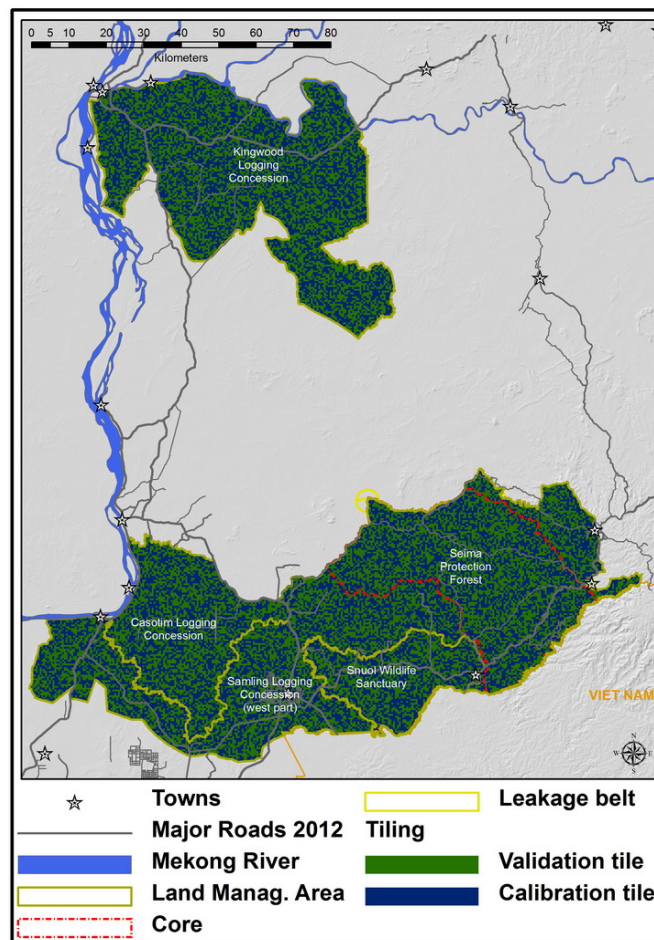 0 5 10 20 30 40 50 60 70 80
Kilometers
Kingwood
Logging
Concession
Seima
Protection
Forest
Casotim Logging
Concession
Samling Logging
Concession
(west part)
Snuol Wildlife
Sanctuary
VIET NAM
N
W E
S
Towns
Leakage belt
Major Roads 2012
Tiling
Mekong River
Validation tile
Land Manag. Area
Calibration tile
Core